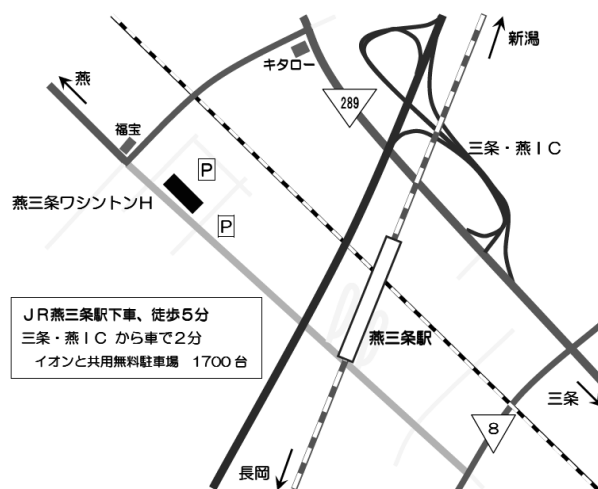 新潟
キタロー
燕
289
福宝
三条・燕ＩＣ
P
燕三条ワシントンＨ
P
ＪＲ燕三条駅下車、徒歩５分
三条・燕ＩＣ から車で２分
イオンと共用無料駐車場　1700 台
燕三条駅
三条
8
長岡